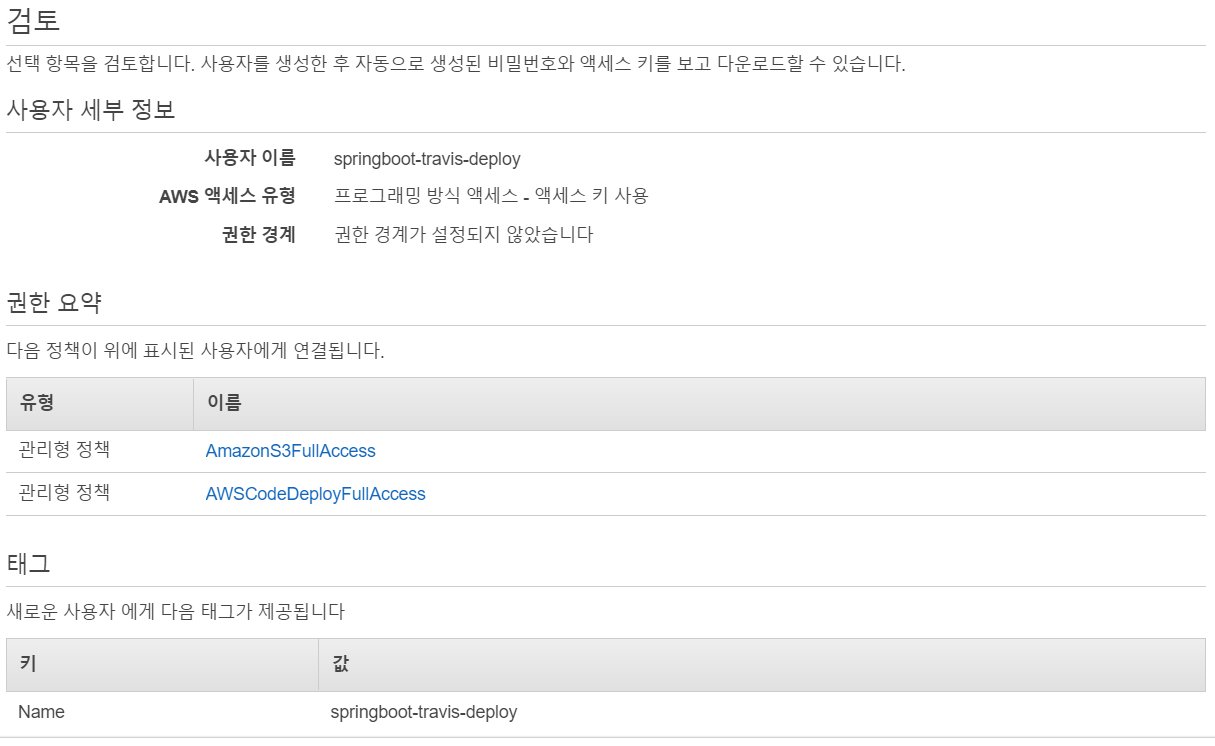 검토
선택 항목을 검토합니다. 사용자를 생성한 후 자동으로 생성된 비밀번호와 액세스 키를 보고 다운로드할 수 있습니다.
사용자 세부 정보
사용자 이름 springboot-travis-deploy
AWS 액세스 유형 프로그래밍 방식 액세스 - 액세스 키 사용
권한 경계 권한 경계가 설정되지 않았습니다
권한 요약
다음 정책이 위에 표시된 사용자에게 연결됩니다.
유형 이름
관리형 정책 AmazonS3FullAccess
관리형 정책 AWSCodeDeployFullAccess
태그
새로운 사용자 에게 다음 태그가 제공됩니다
키 값
Name springboot-travis-deploy